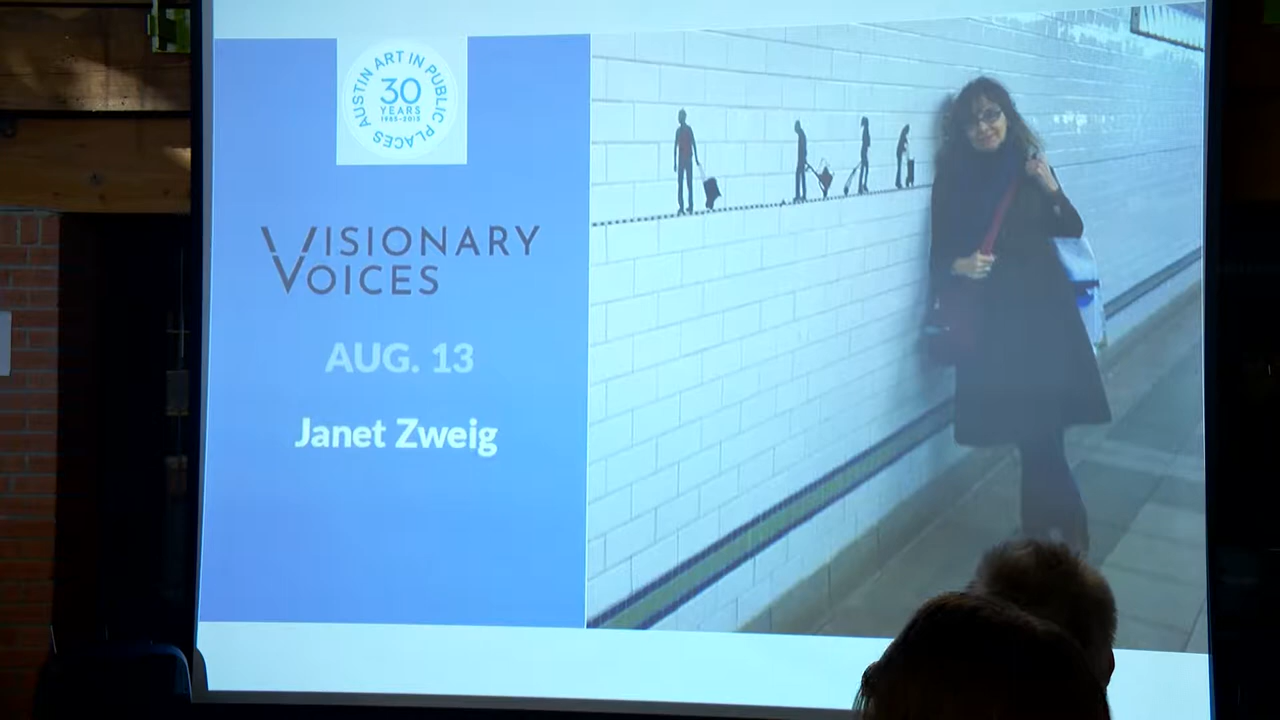 AUSTIN ART IN PUBLIC PLACES
30
YEARS
1985-2015
VISIONARY
VOICES
AUG. 13
Janet Zweig